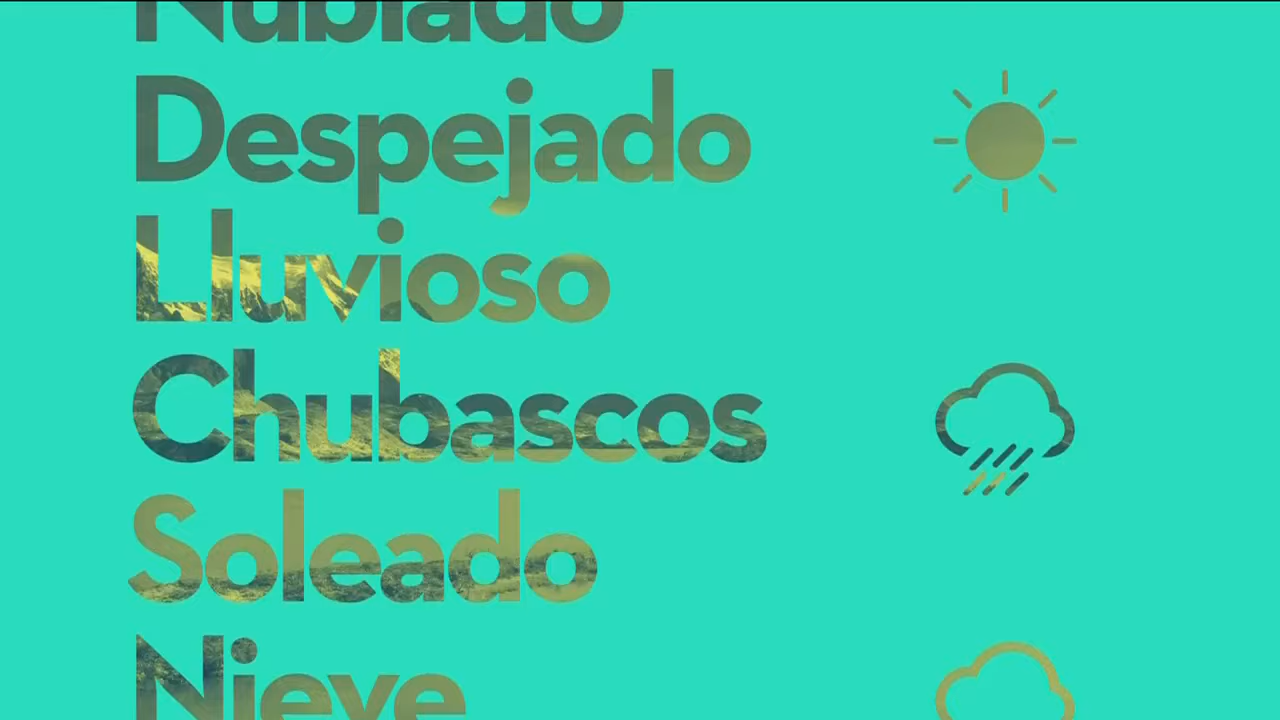 Nublado
Despejado
Lluvioso
Chubascos
Soleado
Nieve